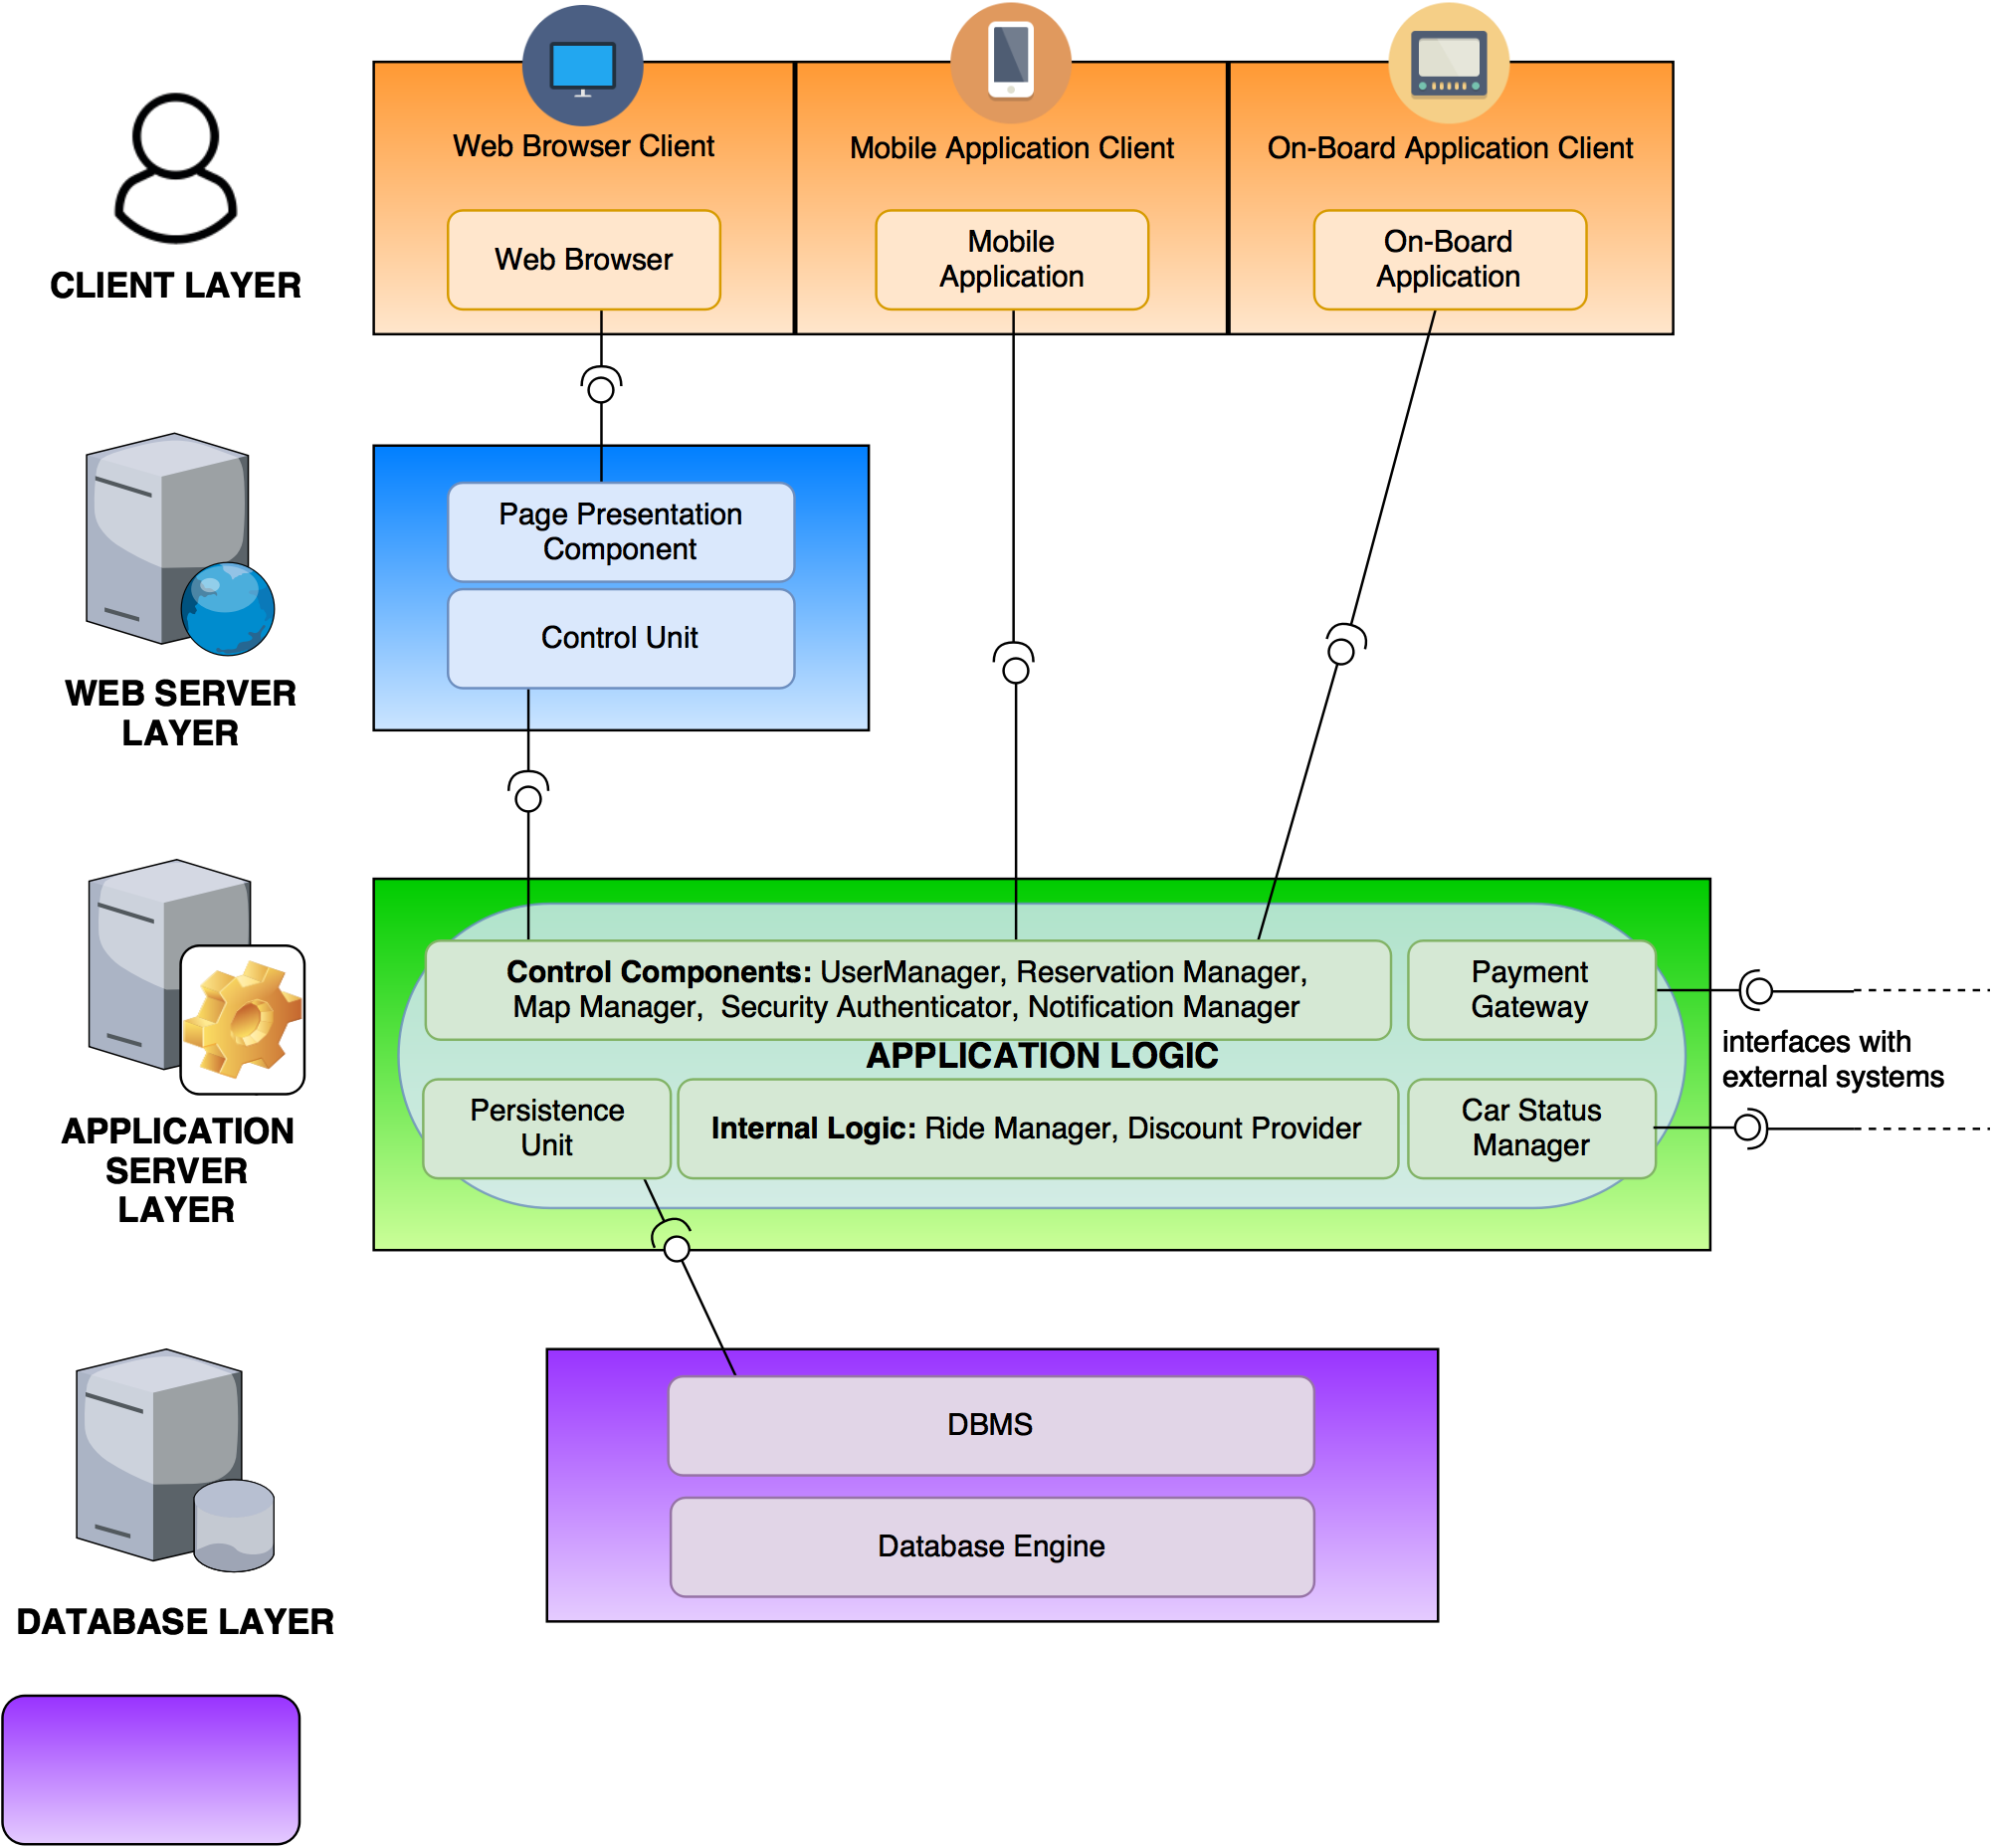 Web Browser Client
Mobile Application Client
On-Board Application Client
Web Browser
Mobile
Application
On-Board
Application
CLIENT LAYER
Page Presentation
Component
Control Unit
WEB SERVER
LAYER
Control Components: UserManager, Reservation Manager,
Map Manager, Security Authenticator, Notification Manager
Payment
Gateway
APPLICATION LOGIC
interfaces with
external systems
Persistence
Unit
Internal Logic: Ride Manager, Discount Provider
Car Status
Manager
APPLICATION
SERVER
LAYER
DBMS
Database Engine
DATABASE LAYER